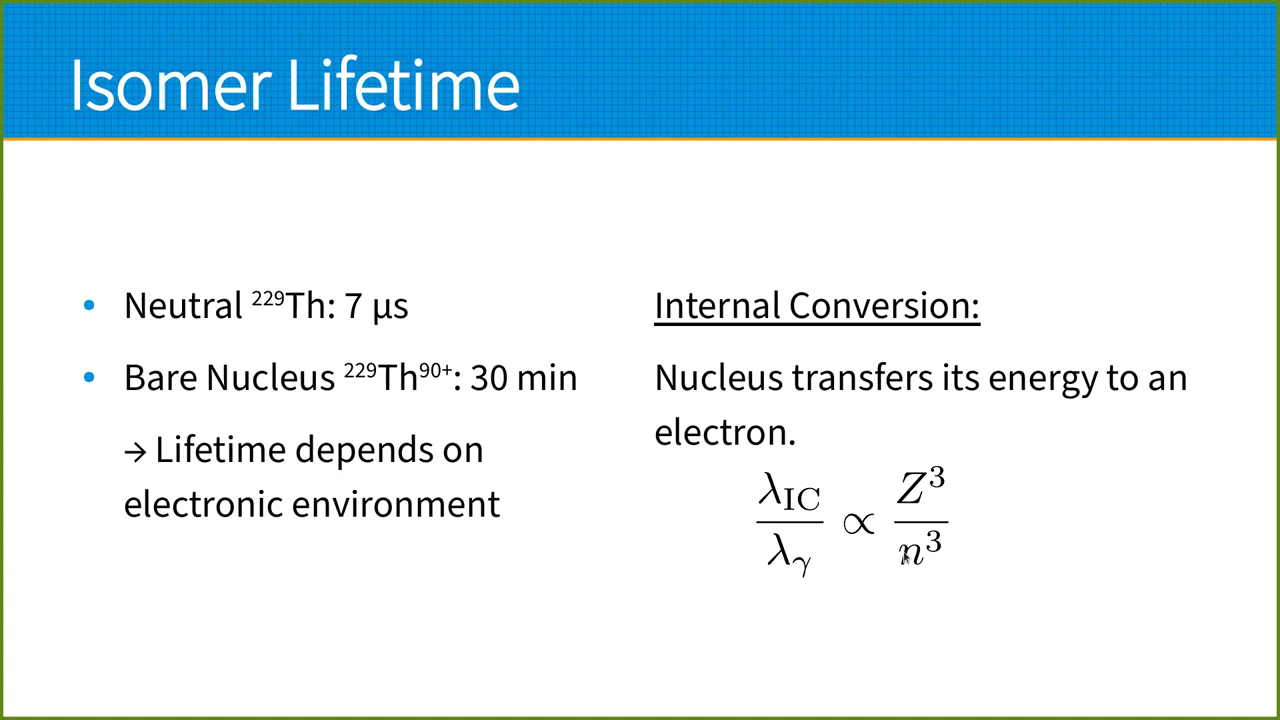 Isomer Lifetime
• Neutral ²²⁹Th: 7 µs
• Bare Nucleus ²²⁹Th⁹⁰⁺: 30 min
→ Lifetime depends on
electronic environment
Internal Conversion:
Nucleus transfers its energy to an
electron.
λ_IC / λ_γ ∝ Z³ / n³